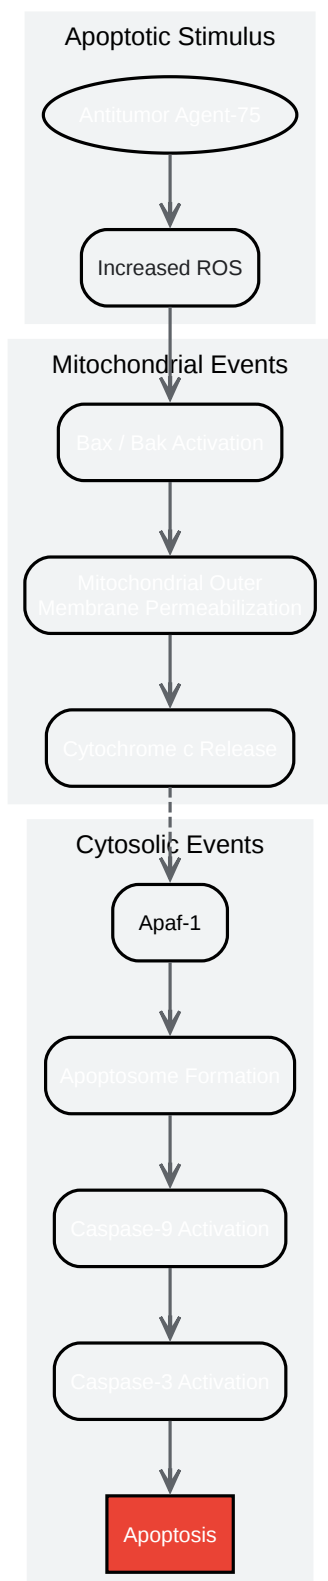 Apoptotic Stimulus
Antitumor Agent-75
Increased ROS
Mitochondrial Events
Bax / Bak Activation
Mitochondrial Outer
Membrane Permeabilization
Cytochrome c Release
Cytosolic Events
Apaf-1
Apoptosome Formation
Caspase-9 Activation
Caspase-3 Activation
Apoptosis